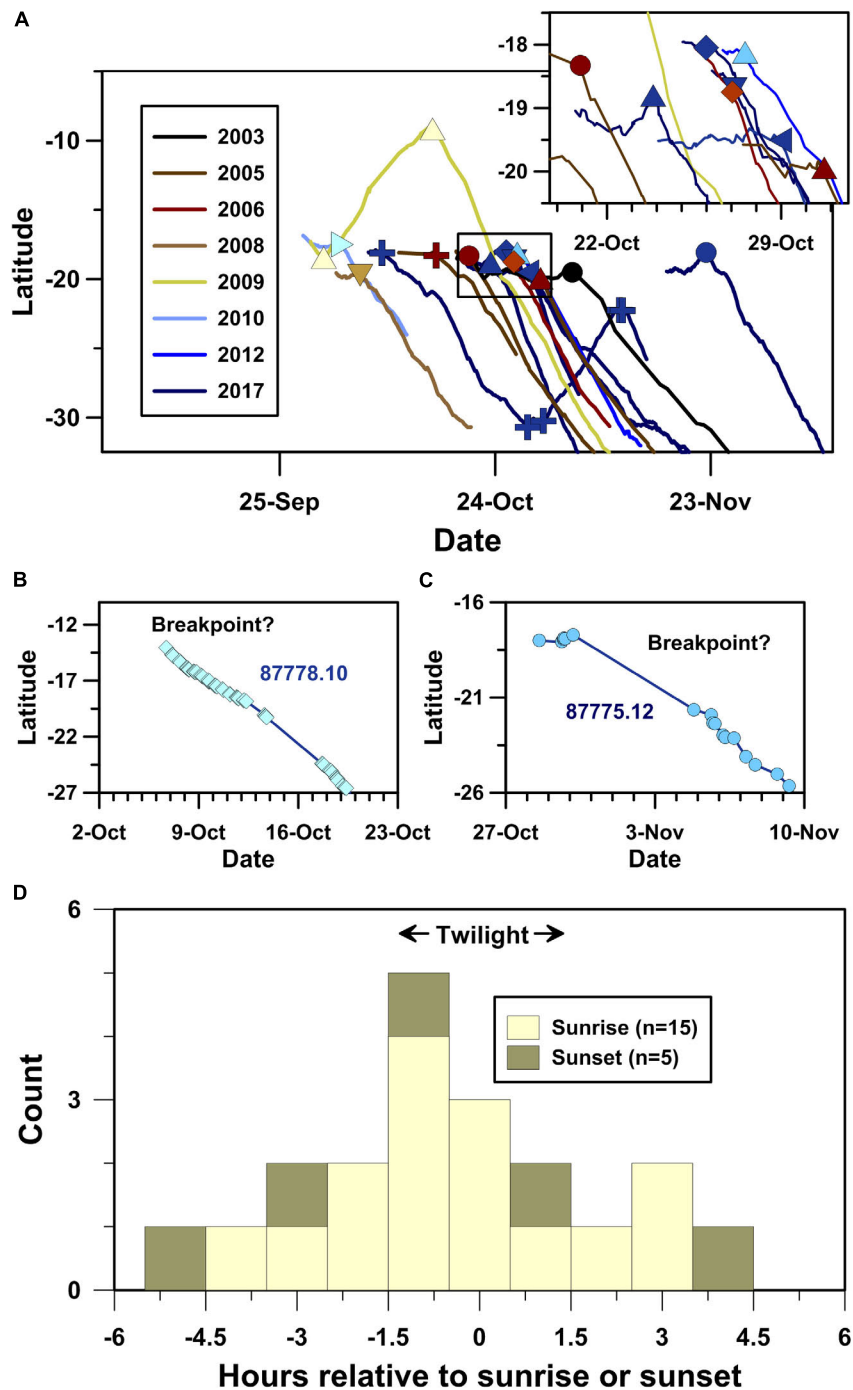 A
-10
-20
-30
Latitude
2003
2005
2006
2008
2009
2010
2012
2017
-18
-19
-20
22-Oct
29-Oct
25-Sep
24-Oct
23-Nov
Date
B
-12
-17
-22
-27
Latitude
Breakpoint?
87778.10
2-Oct
9-Oct
16-Oct
23-Oct
Date
C
-16
-21
-26
Latitude
Breakpoint?
87775.12
27-Oct
3-Nov
10-Nov
Date
D
6
3
0
Count
Twilight
Sunrise (n=15)
Sunset (n=5)
-6
-4.5
-3
-1.5
0
1.5
3
4.5
6
Hours relative to sunrise or sunset